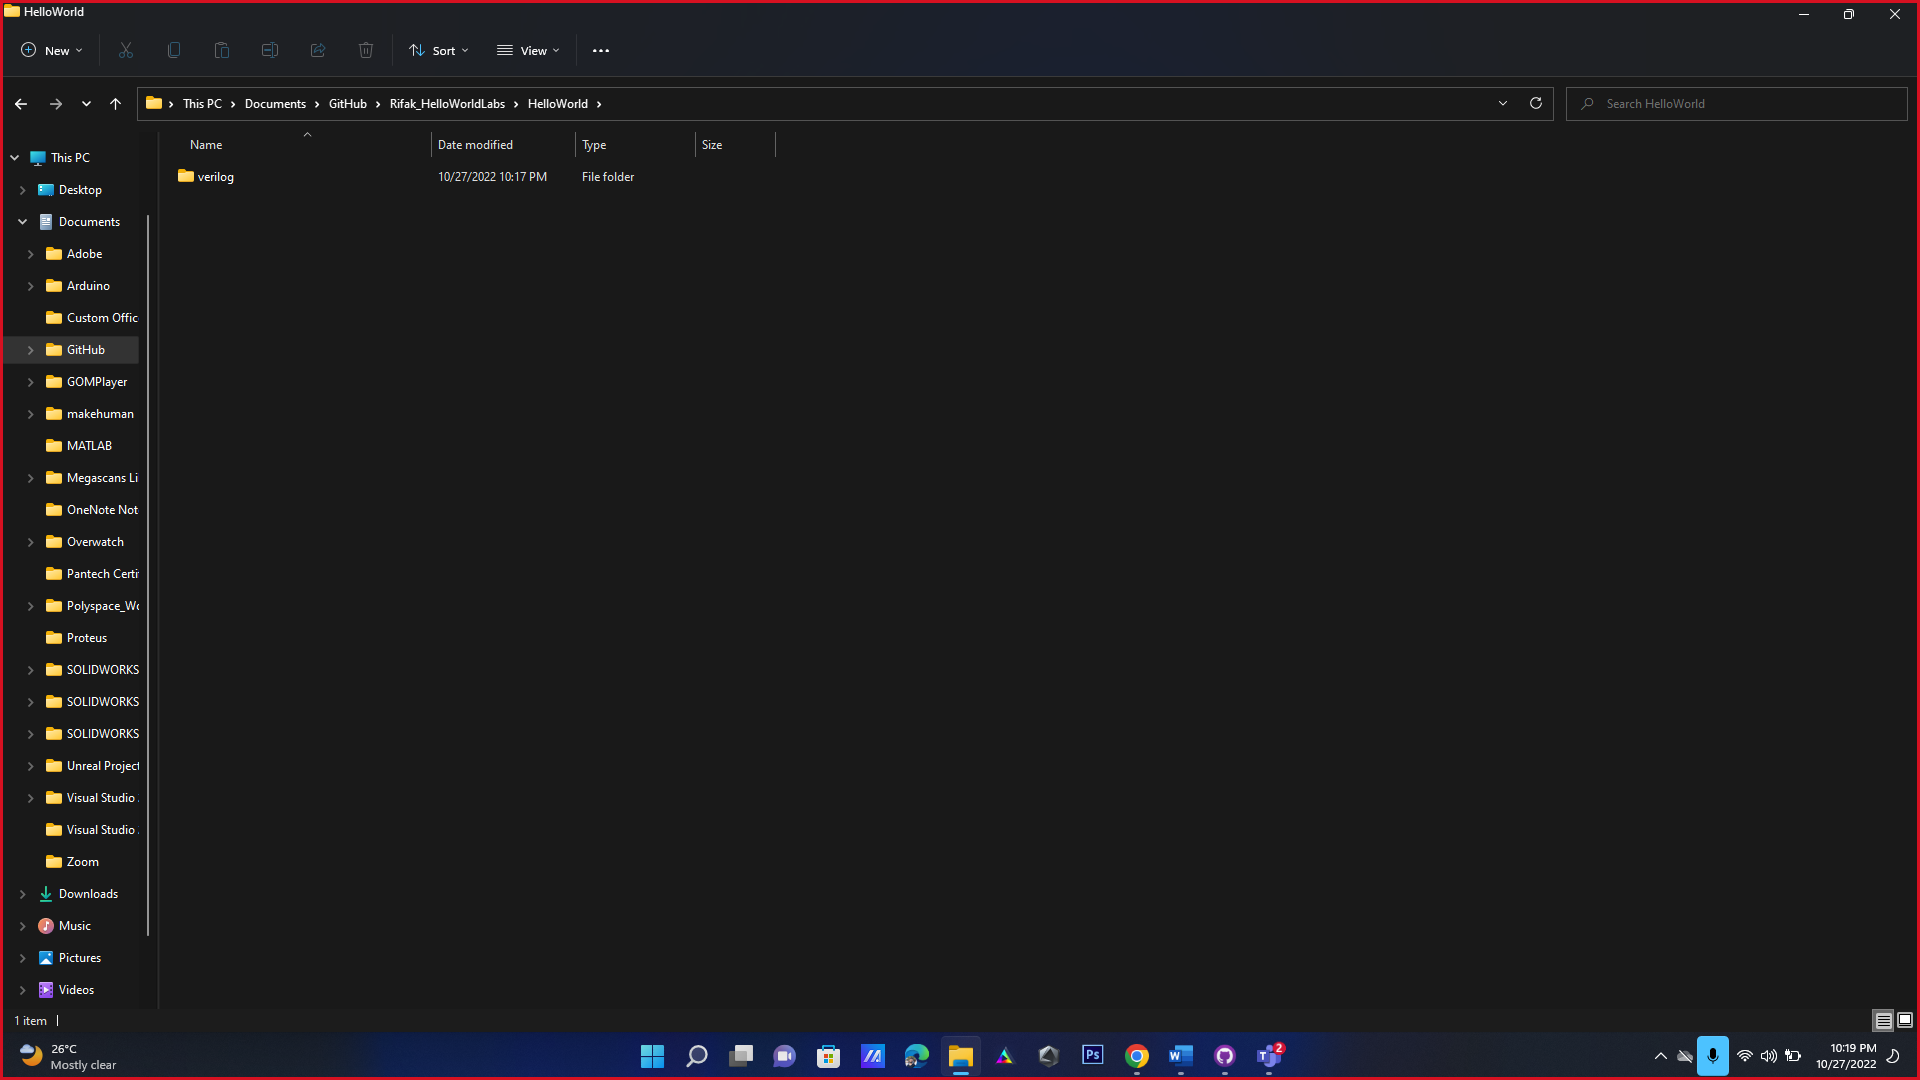 HelloWorld
New
Sort
View
This PC
Documents
GitHub
Rifak_HelloWorldLabs
HelloWorld
Search HelloWorld
Name
Date modified
Type
Size
verilog
10/27/2022 10:17 PM
File folder
This PC
Desktop
Documents
Adobe
Arduino
Custom Offic
GitHub
GOMPlayer
makehuman
MATLAB
Megascans Li
OneNote Not
Overwatch
Pantech Certi
Polyspace_Wo
Proteus
SOLIDWORKS
SOLIDWORKS
SOLIDWORKS
Unreal Project
Visual Studio
Visual Studio
Zoom
Downloads
Music
Pictures
Videos
1 item
26°C
Mostly clear
Ps
W
T
2
10:19 PM
10/27/2022